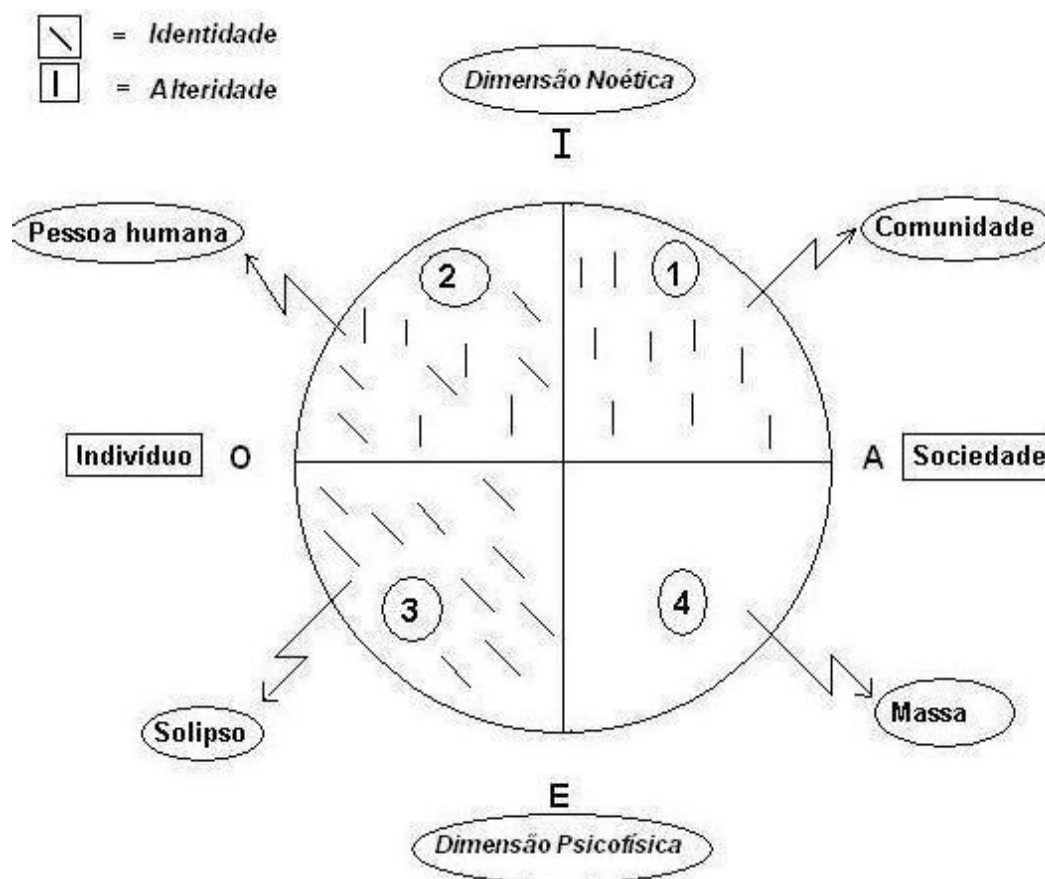 = Identidade
= Alteridade
Dimensão Noética
I
Pessoa humana
Comunidade
2
1
Indivíduo
O
A
Sociedade
3
4
Solipso
Massa
E
Dimensão Psicofísica